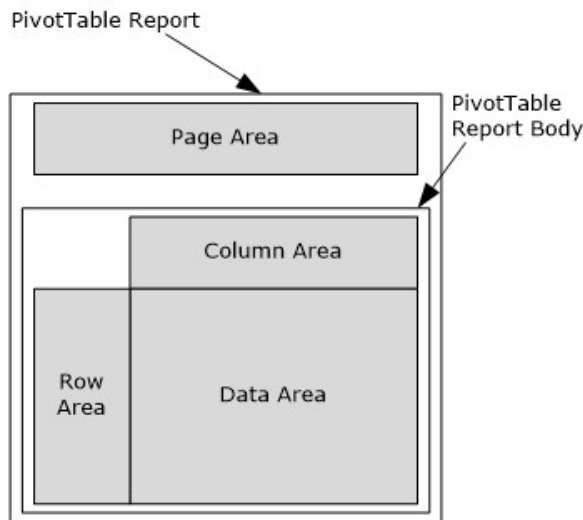 PivotTable Report
PivotTable
Report Body
Page Area
Column Area
Row
Area
Data Area